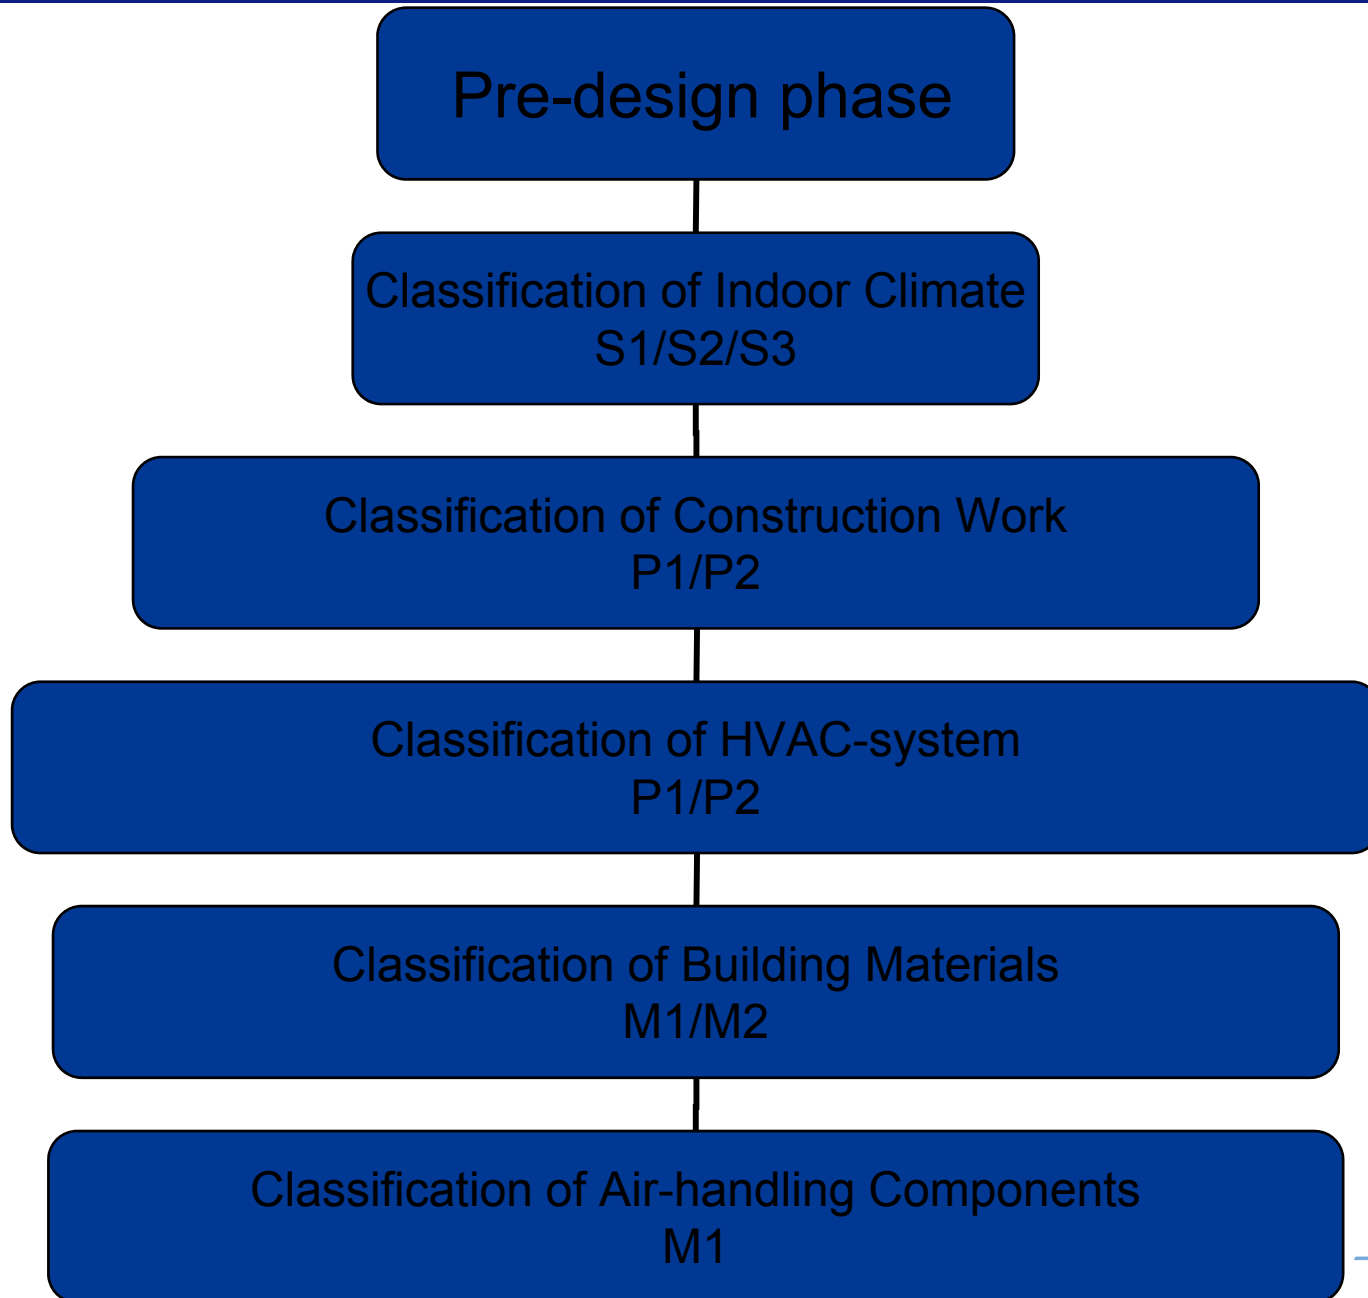 Pre-design phase
Classification of Indoor Climate
S1/S2/S3
Classification of Construction Work
P1/P2
Classification of HVAC-system
P1/P2
Classification of Building Materials
M1/M2
Classification of Air-handling Components
M1